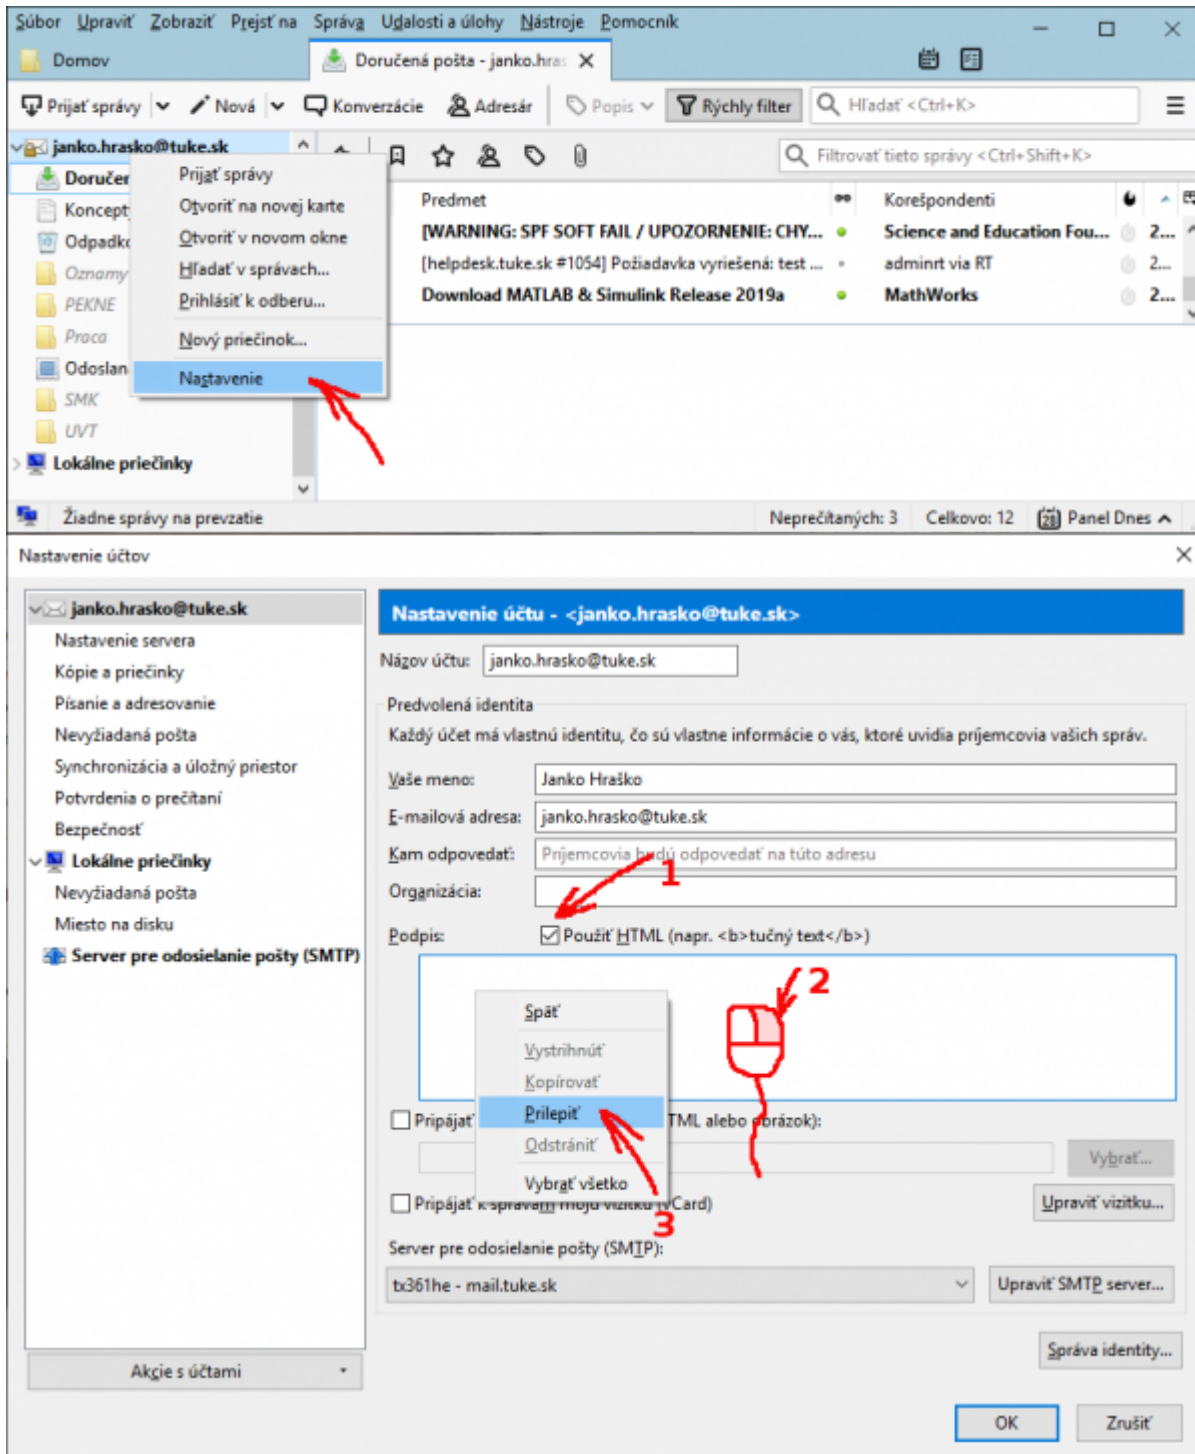 Súbor Upraviť Zobraziť Prejsť na Správa Udalosti a úlohy Nástroje Pomocník
Domov
Doručená pošta - janko.hras
Prijať správy Nová Konverzácie Adresár Popis Rýchly filter Hľadať <Ctrl+K>
janko.hrasko@tuke.sk
Filtrovať tieto správy <Ctrl+Shift+K>
Doručen
Koncept
Odpadko
Oznamy
PEKNE
Praca
Odoslan
SMK
UVT
Lokálne priečinky
Prijať správy
Otvoriť na novej karte
Otvoriť v novom okne
Hľadať v správach...
Prihlásiť k odberu...
Nový priečinok...
Nastavenie
Predmet Korešpondenti
[WARNING: SPF SOFT FAIL / UPOZORNENIE: CHY... Science and Education Fou... 2...
[helpdesk.tuke.sk #1054] Požiadavka vyriešená: test ... adminrt via RT 2...
Download MATLAB & Simulink Release 2019a MathWorks 2...
Žiadne správy na prevzatie Neprečítaných: 3 Celkovo: 12 28 Panel Dnes
Nastavenie účtov
janko.hrasko@tuke.sk
Nastavenie servera
Kópie a priečinky
Písanie a adresovanie
Nevyžiadaná pošta
Synchronizácia a úložný priestor
Potvrdenia o prečítaní
Bezpečnosť
Lokálne priečinky
Nevyžiadaná pošta
Miesto na disku
Server pre odosielanie pošty (SMTP)
Akcie s účtami
Nastavenie účtu - <janko.hrasko@tuke.sk>
Názov účtu: janko.hrasko@tuke.sk
Predvolená identita
Každý účet má vlastnú identitu, čo sú vlastne informácie o vás, ktoré uvidia príjemcovia vašich správ.
Vaše meno: Janko Hraško
E-mailová adresa: janko.hrasko@tuke.sk
Kam odpovedať: Príjemcovia budú odpovedať na túto adresu
1
Organizácia:
Podpis: Použiť HTML (napr. <b>tučný text</b>)
2
Späť
Vystrihnúť
Kopírovať
Prilepiť
Odstrániť
Vybrať všetko
Pripájať TML alebo obrázok):
Vybrať...
Pripájať k správam moju vizitku (vCard) Upraviť vizitku...
3
Server pre odosielanie pošty (SMTP):
tx361he - mail.tuke.sk Upraviť SMTP server...
Správa identity...
OK Zrušiť